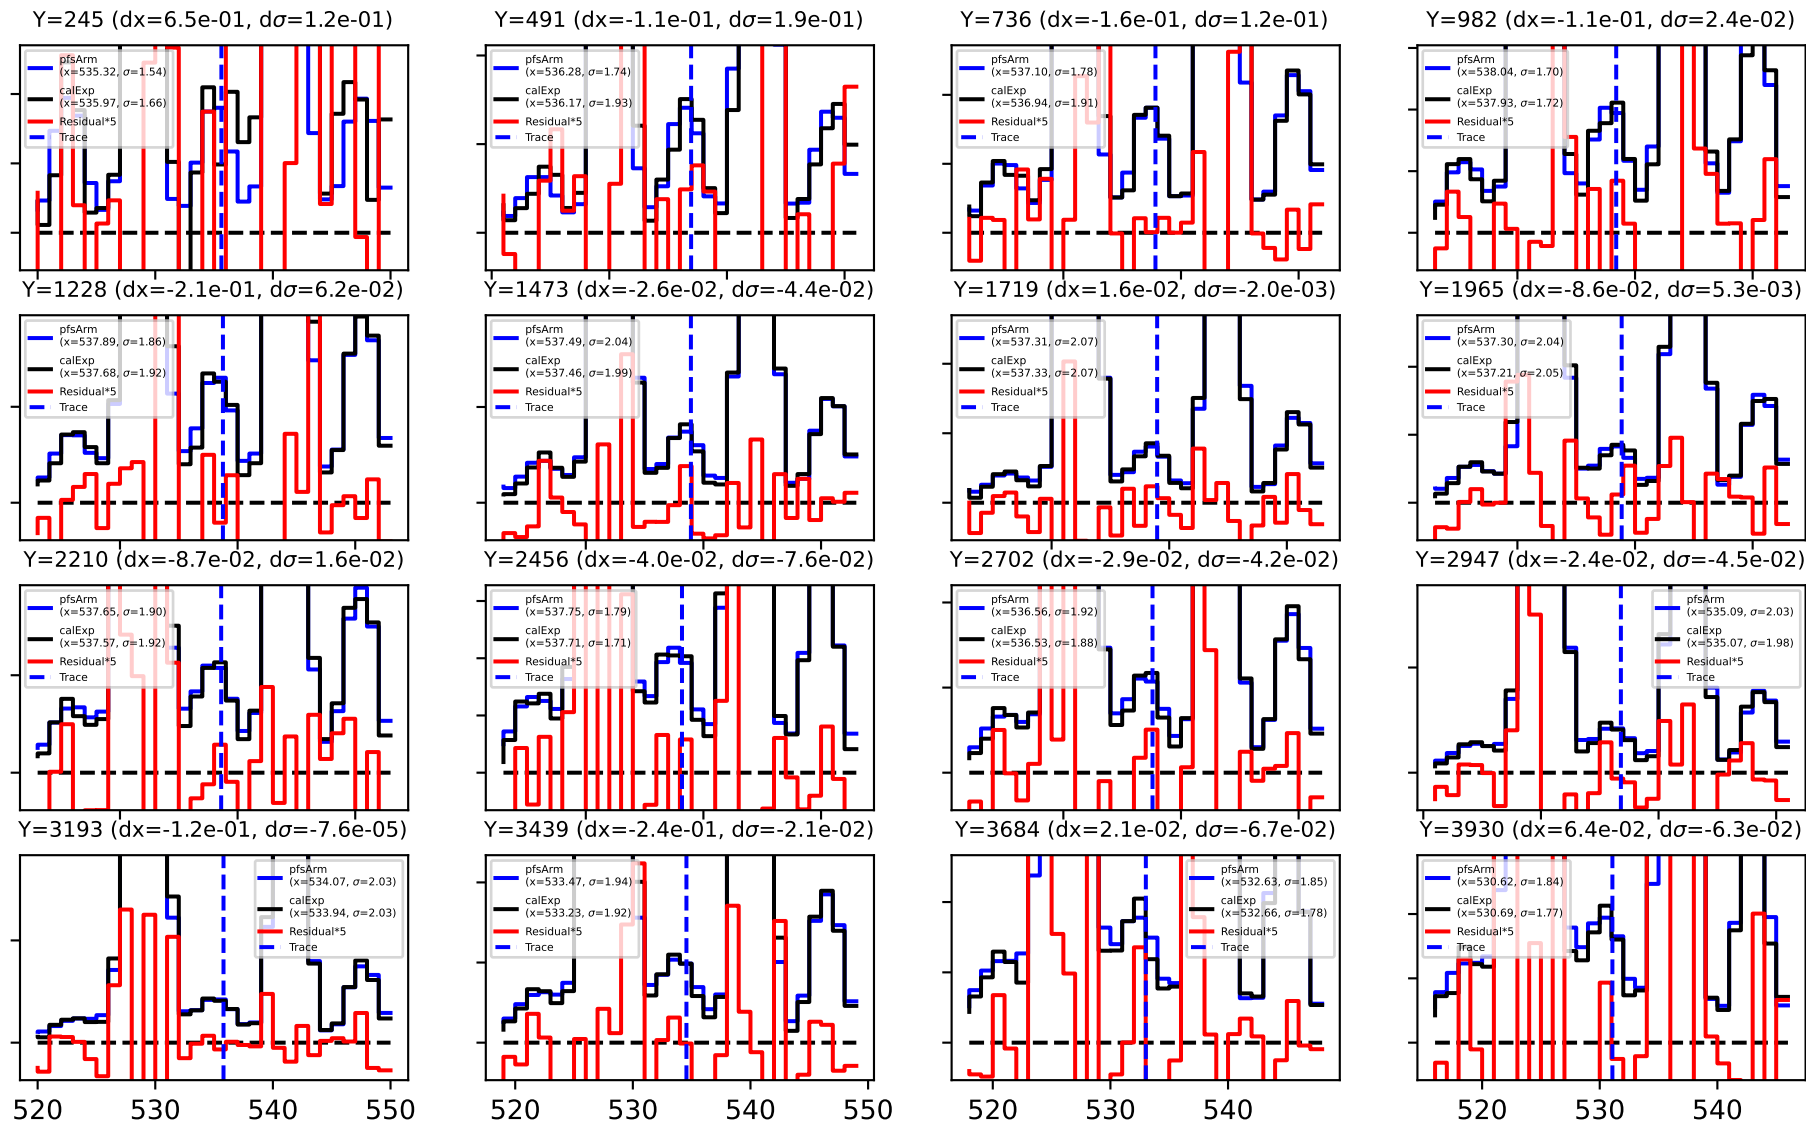 Y=245 (dx=6.5e-01, dσ=1.2e-01)
pfsArm
(x=535.32, σ=1.54)
calExp
(x=535.97, σ=1.66)
Residual*5
Trace
Y=491 (dx=-1.1e-01, dσ=1.9e-01)
pfsArm
(x=536.28, σ=1.74)
calExp
(x=536.17, σ=1.93)
Residual*5
Trace
Y=736 (dx=-1.6e-01, dσ=1.2e-01)
pfsArm
(x=537.10, σ=1.78)
calExp
(x=536.94, σ=1.91)
Residual*5
Trace
Y=982 (dx=-1.1e-01, dσ=2.4e-02)
pfsArm
(x=538.04, σ=1.70)
calExp
(x=537.93, σ=1.72)
Residual*5
Trace
Y=1228 (dx=-2.1e-01, dσ=6.2e-02)
pfsArm
(x=537.89, σ=1.86)
calExp
(x=537.68, σ=1.92)
Residual*5
Trace
Y=1473 (dx=-2.6e-02, dσ=-4.4e-02)
pfsArm
(x=537.49, σ=2.04)
calExp
(x=537.46, σ=1.99)
Residual*5
Trace
Y=1719 (dx=1.6e-02, dσ=-2.0e-03)
pfsArm
(x=537.31, σ=2.07)
calExp
(x=537.33, σ=2.07)
Residual*5
Trace
Y=1965 (dx=-8.6e-02, dσ=5.3e-03)
pfsArm
(x=537.30, σ=2.04)
calExp
(x=537.21, σ=2.05)
Residual*5
Trace
Y=2210 (dx=-8.7e-02, dσ=1.6e-02)
pfsArm
(x=537.65, σ=1.90)
calExp
(x=537.57, σ=1.92)
Residual*5
Trace
Y=2456 (dx=-4.0e-02, dσ=-7.6e-02)
pfsArm
(x=537.75, σ=1.79)
calExp
(x=537.71, σ=1.71)
Residual*5
Trace
Y=2702 (dx=-2.9e-02, dσ=-4.2e-02)
pfsArm
(x=536.56, σ=1.92)
calExp
(x=536.53, σ=1.88)
Residual*5
Trace
Y=2947 (dx=-2.4e-02, dσ=-4.5e-02)
pfsArm
(x=535.09, σ=2.03)
calExp
(x=535.07, σ=1.98)
Residual*5
Trace
Y=3193 (dx=-1.2e-01, dσ=-7.6e-05)
pfsArm
(x=534.07, σ=2.03)
calExp
(x=533.94, σ=2.03)
Residual*5
Trace
Y=3439 (dx=-2.4e-01, dσ=-2.1e-02)
pfsArm
(x=533.47, σ=1.94)
calExp
(x=533.23, σ=1.92)
Residual*5
Trace
Y=3684 (dx=2.1e-02, dσ=-6.7e-02)
pfsArm
(x=532.63, σ=1.85)
calExp
(x=532.66, σ=1.78)
Residual*5
Trace
Y=3930 (dx=6.4e-02, dσ=-6.3e-02)
pfsArm
(x=530.62, σ=1.84)
calExp
(x=530.69, σ=1.77)
Residual*5
Trace
520 530 540 550
520 530 540 550
520 530 540
520 530 540